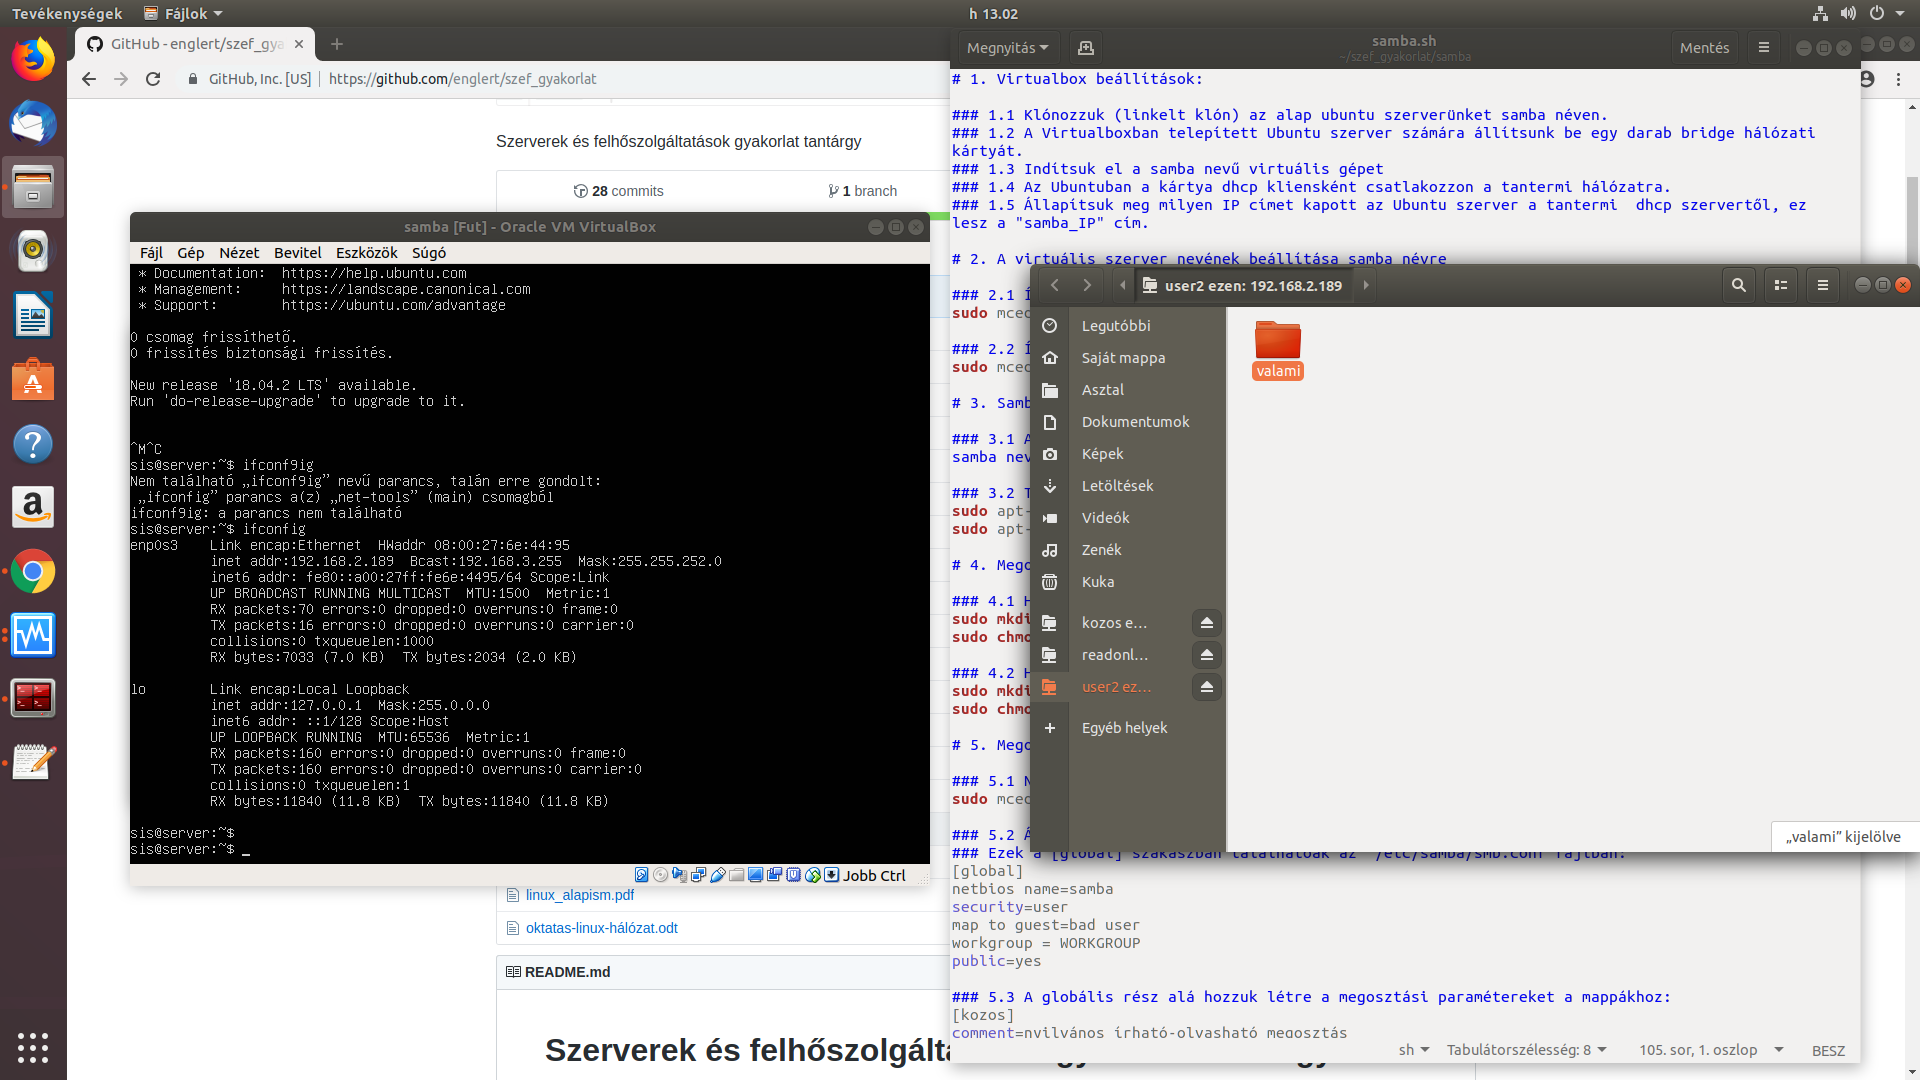 Tevékenységek
Fájlok
h 13.02
GitHub - englert/szef_gya
GitHub, Inc. [US]
https://github.com/englert/szef_gyakorlat
Szerverek és felhőszolgáltatások gyakorlat tantárgy
28 commits
1 branch
samba [Fut] - Oracle VM VirtualBox
Fájl Gép Nézet Bevitel Eszközök Súgó
* Documentation: https://help.ubuntu.com
* Management: https://landscape.canonical.com
* Support: https://ubuntu.com/advantage
0 csomag frissíthető.
0 frissítés biztonsági frissítés.
New release '18.04.2 LTS' available.
Run 'do-release-upgrade' to upgrade to it.
^M^C
sis@server:~$ ifconf9ig
Nem található „ifconf9ig” nevű parancs, talán erre gondolt:
„ifconfig” parancs a(z) „net-tools” (main) csomagból
ifconf9ig: a parancs nem található
sis@server:~$ ifconfig
enp0s3 Link encap:Ethernet HWaddr 08:00:27:6e:44:95
inet addr:192.168.2.189 Bcast:192.168.3.255 Mask:255.255.252.0
inet6 addr: fe80::a00:27ff:fe6e:4495/64 Scope:Link
UP BROADCAST RUNNING MULTICAST MTU:1500 Metric:1
RX packets:70 errors:0 dropped:0 overruns:0 frame:0
TX packets:16 errors:0 dropped:0 overruns:0 carrier:0
collisions:0 txqueuelen:1000
RX bytes:7033 (7.0 KB) TX bytes:2034 (2.0 KB)
lo Link encap:Local Loopback
inet addr:127.0.0.1 Mask:255.0.0.0
inet6 addr: ::1/128 Scope:Host
UP LOOPBACK RUNNING MTU:65536 Metric:1
RX packets:160 errors:0 dropped:0 overruns:0 frame:0
TX packets:160 errors:0 dropped:0 overruns:0 carrier:0
collisions:0 txqueuelen:1
RX bytes:11840 (11.8 KB) TX bytes:11840 (11.8 KB)
sis@server:~$
sis@server:~$ _
Jobb Ctrl
linux_alapism.pdf
oktatas-linux-hálózat.odt
README.md
Szerverek és felhőszolgált
Megnyitás
samba.sh
~/szef_gyakorlat/samba
Mentés
# 1. Virtualbox beállítások:
### 1.1 Klónozzuk (linkelt klón) az alap ubuntu szerverünket samba néven.
### 1.2 A Virtualboxban telepített Ubuntu szerver számára állítsunk be egy darab bridge hálózati
kártyát.
### 1.3 Indítsuk el a samba nevű virtuális gépet
### 1.4 Az Ubuntuban a kártya dhcp kliensként csatlakozzon a tantermi hálózatra.
### 1.5 Állapítsuk meg milyen IP címet kapott az Ubuntu szerver a tantermi dhcp szervertől, ez
lesz a "samba_IP" cím.
# 2. A virtuális szerver nevének beállítása samba névre
### 2.1 Í
sudo mced
### 2.2 Í
sudo mced
# 3. Samb
### 3.1 A
samba nev
### 3.2 T
sudo apt-
sudo apt-
# 4. Mego
### 4.1 H
sudo mkdi
sudo chmo
### 4.2 H
sudo mkdi
sudo chmo
# 5. Mego
### 5.1 N
sudo mced
### 5.2 Á
### Ezek a [global] szakaszban találhatóak az "/etc/samba/smb.conf fájlban:
[global]
netbios name=samba
security=user
map to guest=bad user
workgroup = WORKGROUP
public=yes
### 5.3 A globális rész alá hozzuk létre a megosztási paramétereket a mappákhoz:
[kozos]
comment=nyilvános írható-olvasható megosztás
sh
Tabulátorszélesség: 8
105. sor, 1. oszlop
BESZ
user2 ezen: 192.168.2.189
Legutóbbi
Saját mappa
Asztal
Dokumentumok
Képek
Letöltések
Videók
Zenék
Kuka
kozos e…
readonl…
user2 ez…
Egyéb helyek
valami
„valami” kijelölve